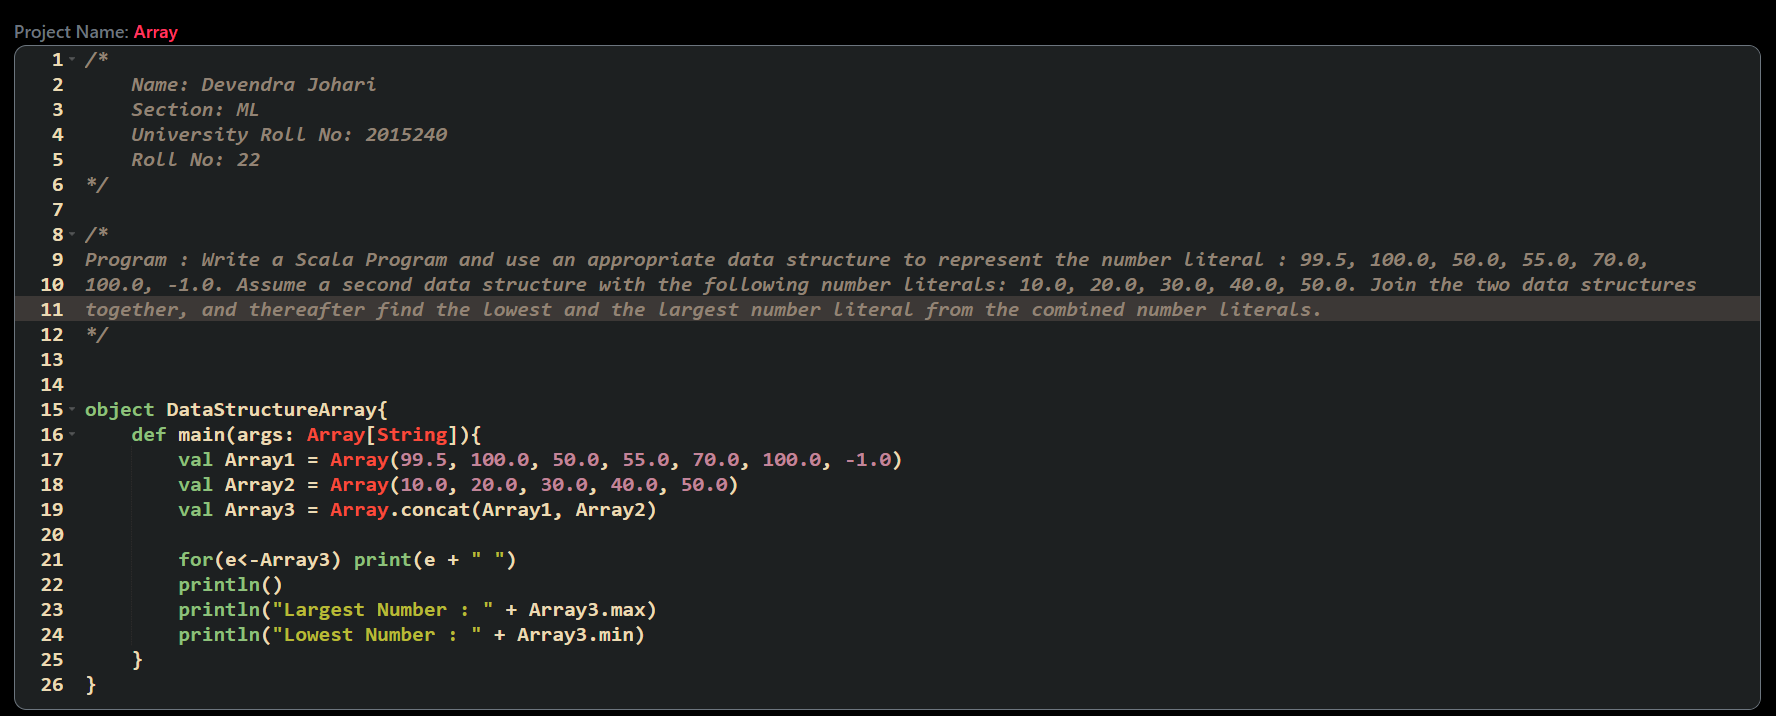 Project Name: Array
1 /*
2     Name: Devendra Johari
3     Section: ML
4     University Roll No: 2015240
5     Roll No: 22
6 */
7
8 /*
9 Program : Write a Scala Program and use an appropriate data structure to represent the number literal : 99.5, 100.0, 50.0, 55.0, 70.0,
10 100.0, -1.0. Assume a second data structure with the following number literals: 10.0, 20.0, 30.0, 40.0, 50.0. Join the two data structures
11 together, and thereafter find the lowest and the largest number literal from the combined number literals.
12 */
13
14
15 object DataStructureArray{
16     def main(args: Array[String]){
17         val Array1 = Array(99.5, 100.0, 50.0, 55.0, 70.0, 100.0, -1.0)
18         val Array2 = Array(10.0, 20.0, 30.0, 40.0, 50.0)
19         val Array3 = Array.concat(Array1, Array2)
20
21         for(e<-Array3) print(e + " ")
22         println()
23         println("Largest Number : " + Array3.max)
24         println("Lowest Number : " + Array3.min)
25     }
26 }